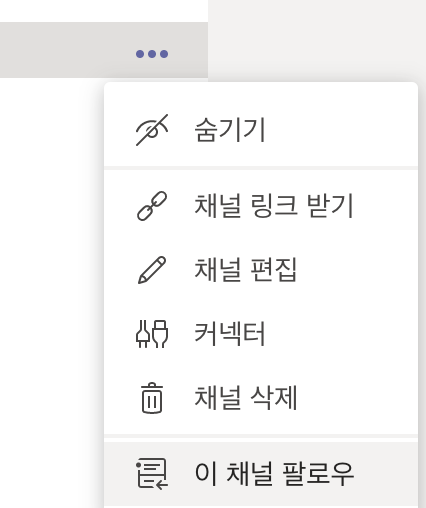 숨기기
채널 링크 받기
채널 편집
커넥터
채널 삭제
이 채널 팔로우